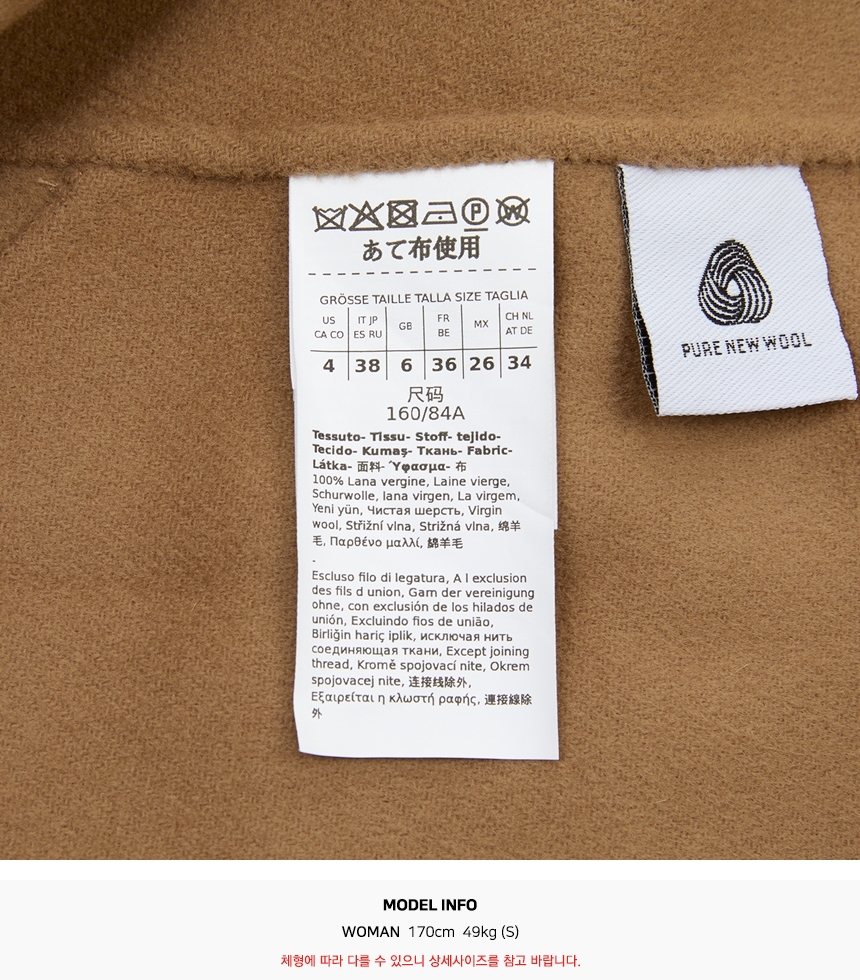 あて布使用
GRÖSSE TAILLE TALLA SIZE TAGLIA
US CA CO IT JP ES RU GB FR BE MX CH NL AT DE
4 38 6 36 26 34
尺码
160/84A
Tessuto- Tissu- Stoff- tejido-
Tecido- Kumaş- Ткань- Fabric-
Látka- 面料- Ύφασμα- 布
100% Lana vergine, Laine vierge,
Schurwolle, lana virgen, La virgem,
Yeni yün, Чистая шерсть, Virgin
wool, Střižní vlna, Strižná vlna, 绵羊
毛, Παρθένο μαλλί, 綿羊毛
-
Escluso filo di legatura, A l exclusion
des fils d union, Garn der vereinigung
ohne, con exclusión de los hilados de
unión, Excluindo fios de união,
Birliğin hariç iplik, исключая нить
соединяющая ткани, Except joining
thread, Kromě spojovací nite, Okrem
spojovacej nite, 连接线除外,
Εξαιρείται η κλωστή ραφής, 連接線除
外
PURE NEW WOOL
MODEL INFO
WOMAN 170cm 49kg (S)
체형에 따라 다를 수 있으니 상세사이즈를 참고 바랍니다.